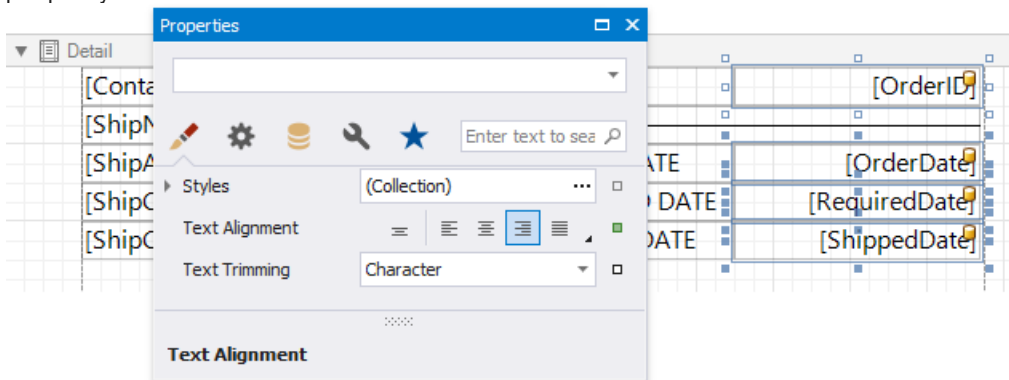 Properties
Detail
[Conta [OrderID]
[ShipN
Enter text to sea
[ShipA ATE [OrderDate]
Styles (Collection) ...
[ShipC DATE [RequiredDate]
Text Alignment
[ShipC DATE [ShippedDate]
Text Trimming Character
Text Alignment